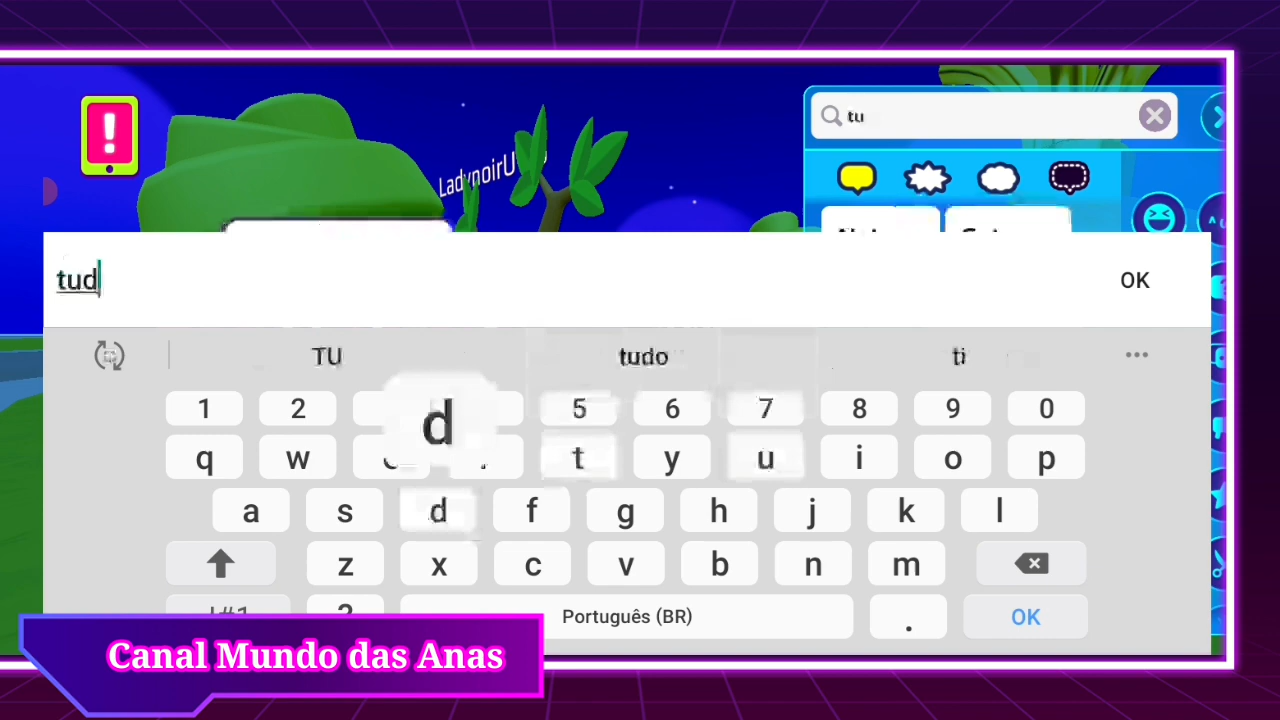 !
tu
tud
OK
TU tudo ti
1 2 5 6 7 8 9 0
q w t y u i o p
a s d f g h j k l
d
z x c v b n m
Português (BR) . OK
Canal Mundo das Anas